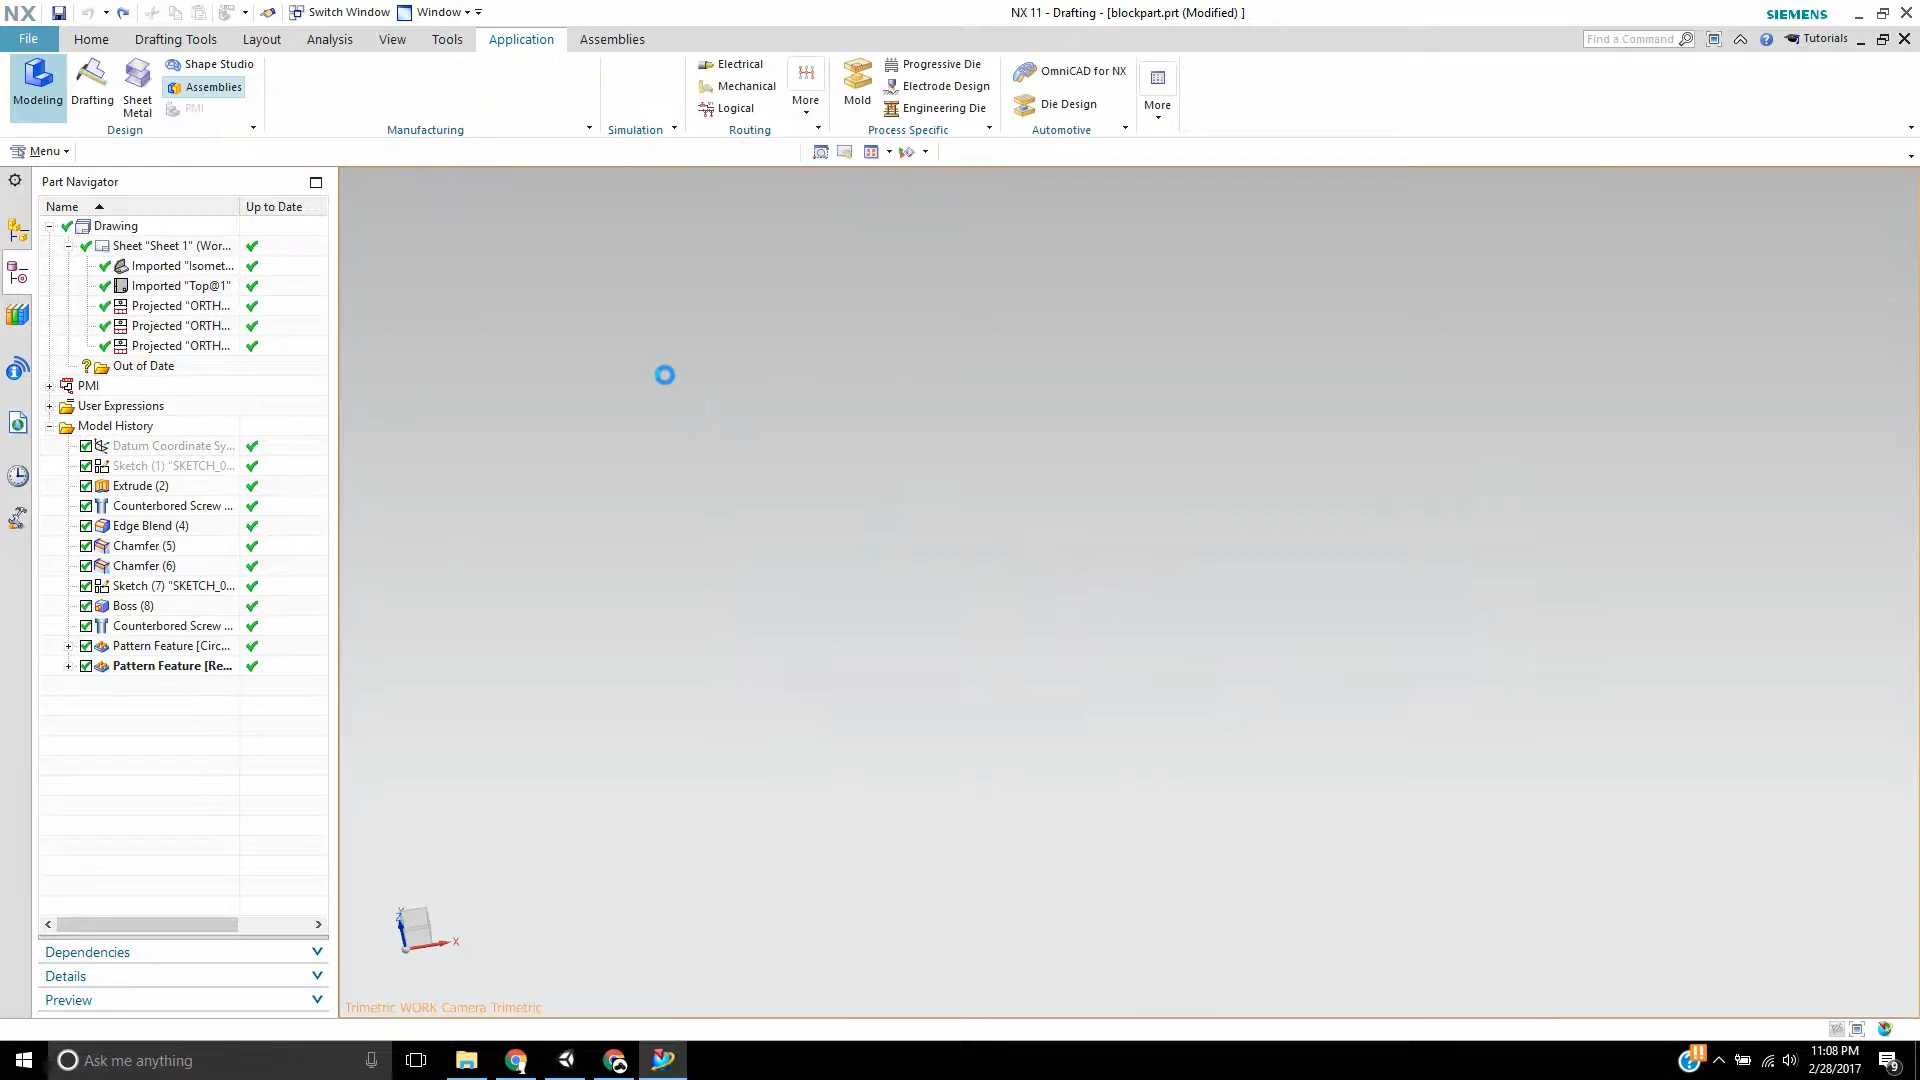 NX Switch Window Window NX 11 - Drafting - [blockpart.prt (Modified) ] SIEMENS
File Home Drafting Tools Layout Analysis View Tools Application Assemblies Find a Command Tutorials
Modeling Drafting Sheet Metal Shape Studio Assemblies PMI
Electrical Mechanical Logical More Mold Progressive Die Electrode Design Engineering Die
OmniCAD for NX Die Design More
Design Manufacturing Simulation Routing Process Specific Automotive
Menu
Part Navigator
Name Up to Date
Drawing
Sheet "Sheet 1" (Wor...
Imported "Isomet...
Imported "Top@1"
Projected "ORTH...
Projected "ORTH...
Projected "ORTH...
Out of Date
PMI
User Expressions
Model History
Datum Coordinate Sy...
Sketch (1) "SKETCH_0...
Extrude (2)
Counterbored Screw ...
Edge Blend (4)
Chamfer (5)
Chamfer (6)
Sketch (7) "SKETCH_0...
Boss (8)
Counterbored Screw ...
Pattern Feature [Circ...
Pattern Feature [Re...
Z X
Dependencies
Details
Preview
Trimetric WORK Camera Trimetric
Ask me anything
11:08 PM
2/28/2017
9